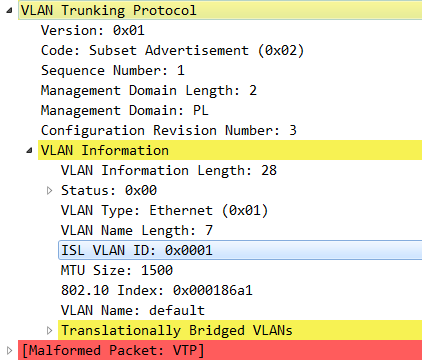 VLAN Trunking Protocol
Version: 0x01
Code: Subset Advertisement (0x02)
Sequence Number: 1
Management Domain Length: 2
Management Domain: PL
Configuration Revision Number: 3
VLAN Information
VLAN Information Length: 28
Status: 0x00
VLAN Type: Ethernet (0x01)
VLAN Name Length: 7
ISL VLAN ID: 0x0001
MTU Size: 1500
802.10 Index: 0x000186a1
VLAN Name: default
Translationally Bridged VLANs
[Malformed Packet: VTP]